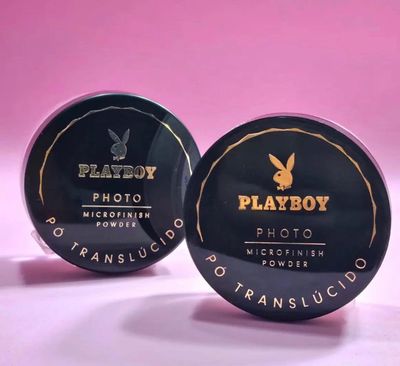 PLAYBOY
PHOTO
MICROFINISH
POWDER
PÓ TRANSLÚCIDO
PLAYBOY
PHOTO
MICROFINISH
POWDER
PÓ TRANSLÚCIDO